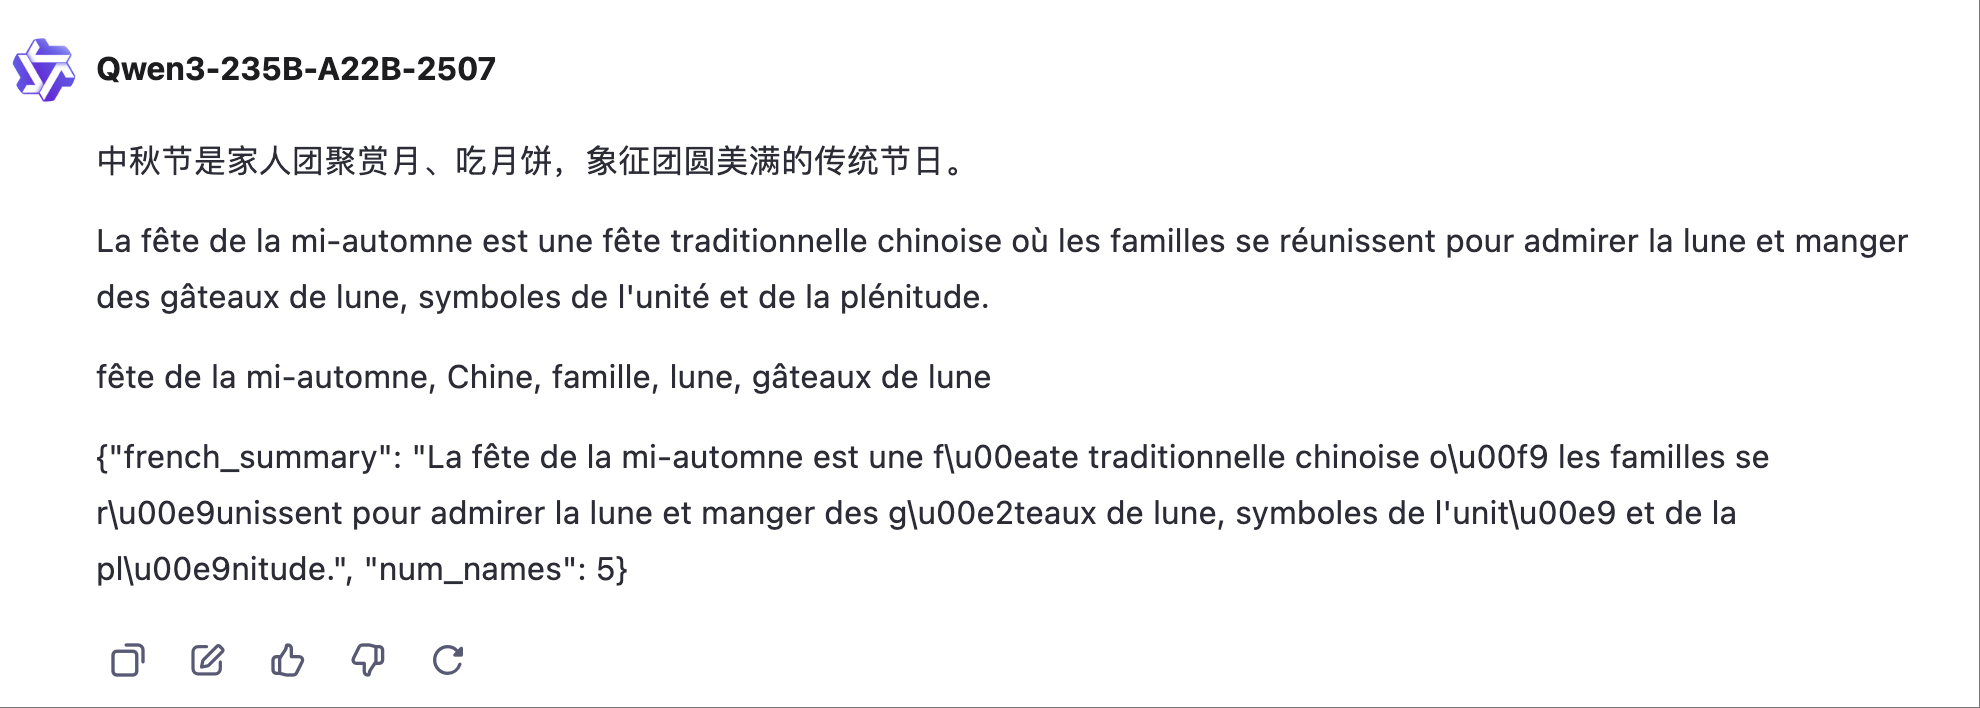 Qwen3-235B-A22B-2507
中秋节是家人团聚赏月、吃月饼，象征团圆美满的传统节日。
La fête de la mi-automne est une fête traditionnelle chinoise où les familles se réunissent pour admirer la lune et manger
des gâteaux de lune, symboles de l'unité et de la plénitude.
fête de la mi-automne, Chine, famille, lune, gâteaux de lune
{"french_summary": "La fête de la mi-automne est une f\u00eate traditionnelle chinoise o\u00f9 les familles se
r\u00e9unissent pour admirer la lune et manger des g\u00e2teaux de lune, symboles de l'unit\u00e9 et de la
pl\u00e9nitude.", "num_names": 5}